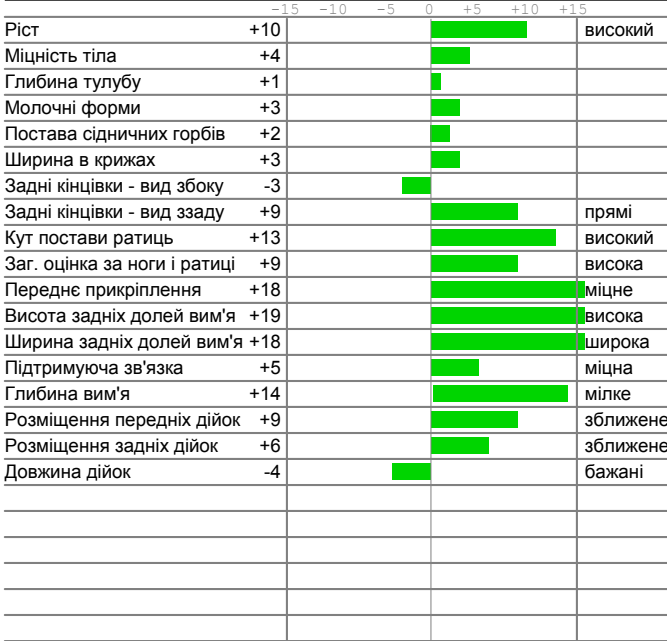 -15 -10 -5 0 +5 +10 +15
Ріст +10 високий
Міцність тіла +4
Глибина тулубу +1
Молочні форми +3
Постава сідничних горбів +2
Ширина в крижах +3
Задні кінцівки - вид збоку -3
Задні кінцівки - вид ззаду +9 прямі
Кут постави ратиць +13 високий
Заг. оцінка за ноги і ратиці +9 висока
Переднє прикріплення +18 міцне
Висота задніх долей вим'я +19 висока
Ширина задніх долей вим'я +18 широка
Підтримуюча зв'язка +5 міцна
Глибина вим'я +14 мілке
Розміщення передніх дійок +9 зближене
Розміщення задніх дійок +6 зближене
Довжина дійок -4 бажані